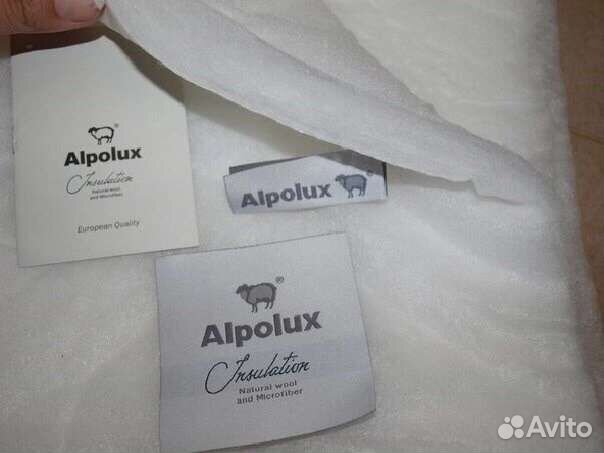 ®
Alpolux
Insulation
Natural wool
and Microfiber
European Quality
Alpolux
®
Alpolux
Insulation
Natural wool
and Microfiber
Avito